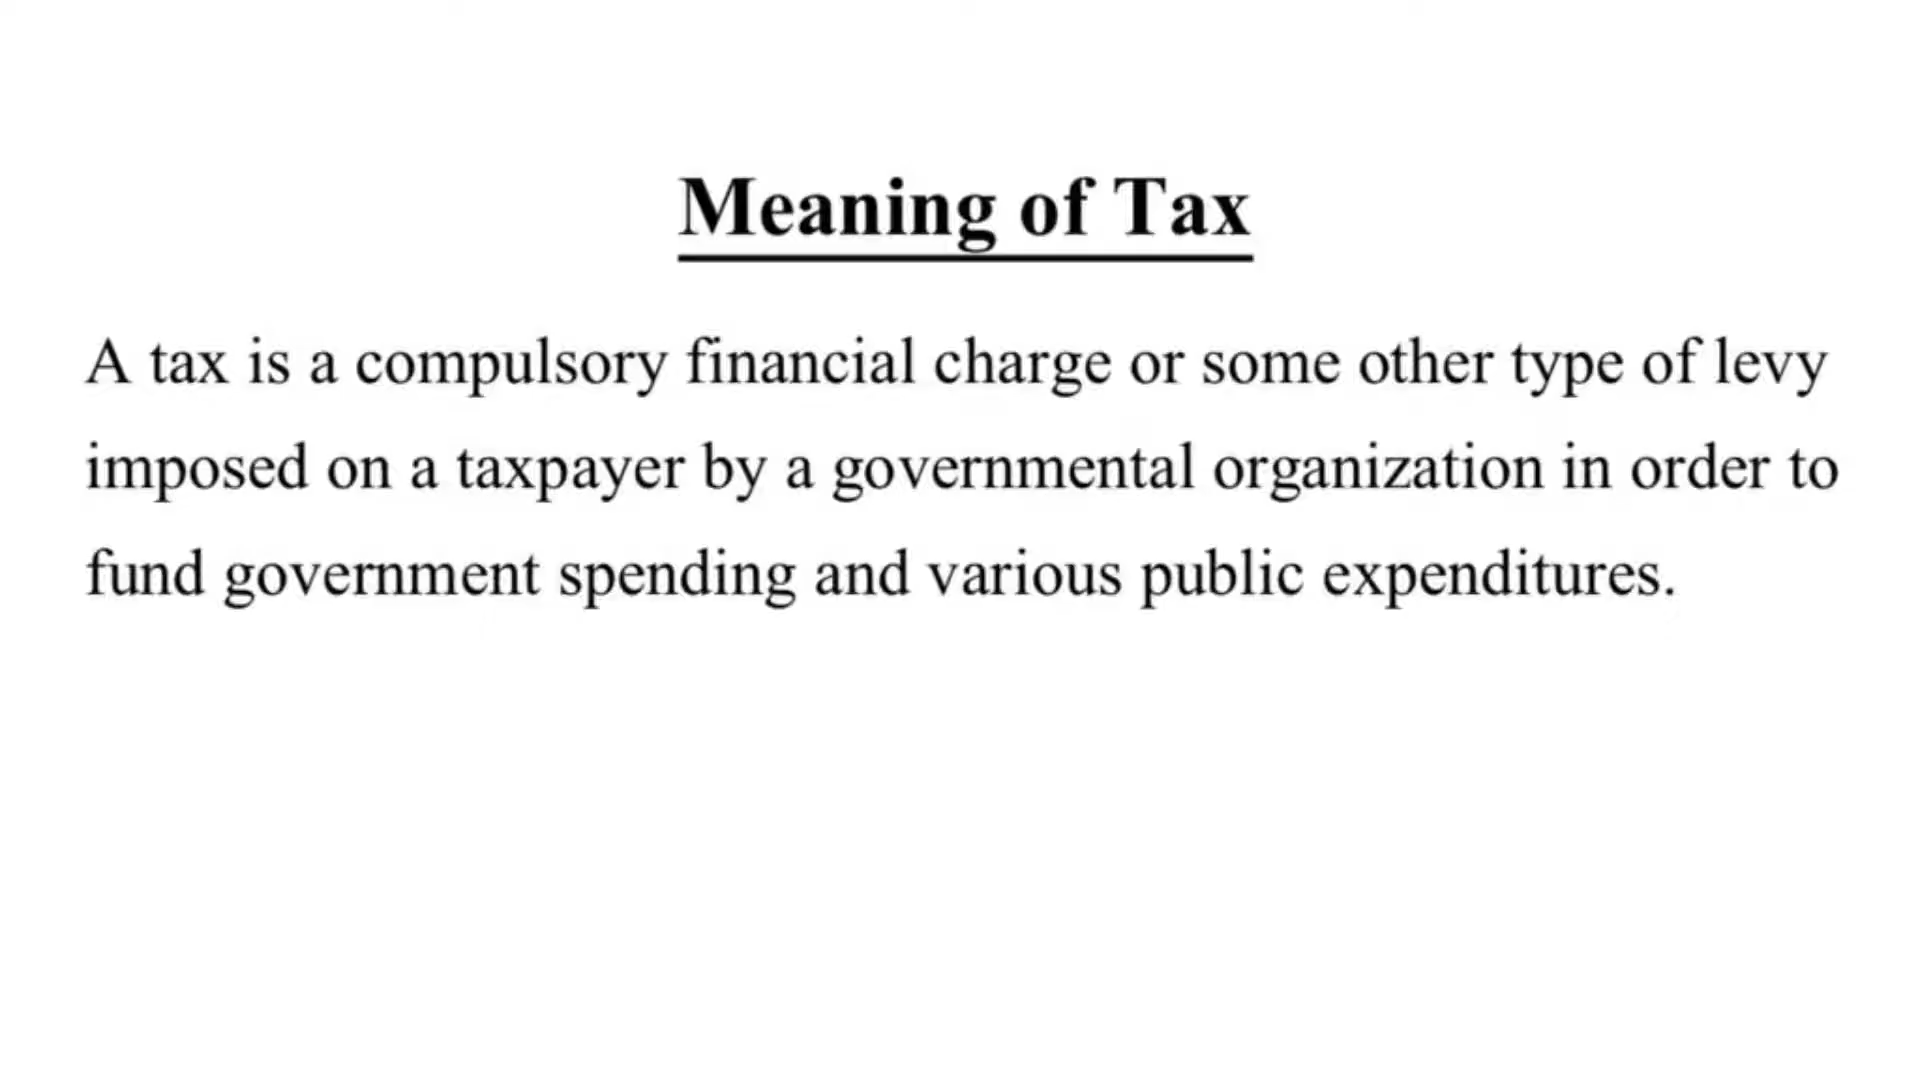 Meaning of Tax
A tax is a compulsory financial charge or some other type of levy
imposed on a taxpayer by a governmental organization in order to
fund government spending and various public expenditures.